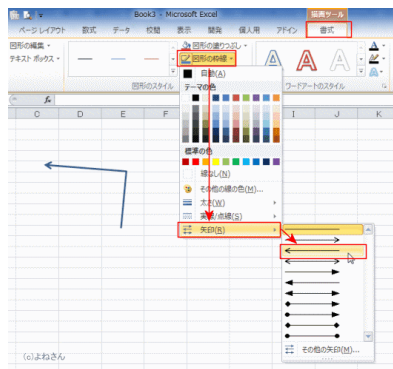 Book3 - Microsoft Excel
描画ツール
ページ レイアウト 数式 データ 校閲 表示 開発 個人用 アドイン 書式
図形の編集
図形の塗りつぶし
テキスト ボックス
図形の枠線
図形のスタイル
ワードアートのスタイル
自動(A)
テーマの色
fx
C D E F I J K
標準の色
線なし(N)
その他の線の色(M)...
太さ(W)
実線/点線(S)
矢印(R)
その他の矢印(M)...
(c)よねさん